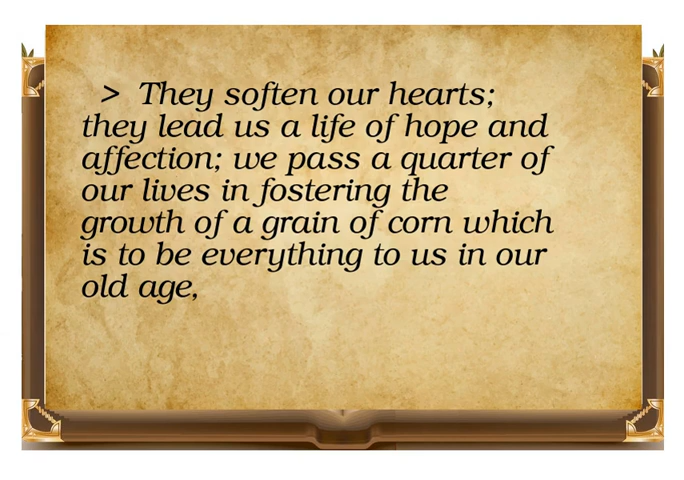 > They soften our hearts;
they lead us a life of hope and
affection; we pass a quarter of
our lives in fostering the
growth of a grain of corn which
is to be everything to us in our
old age,